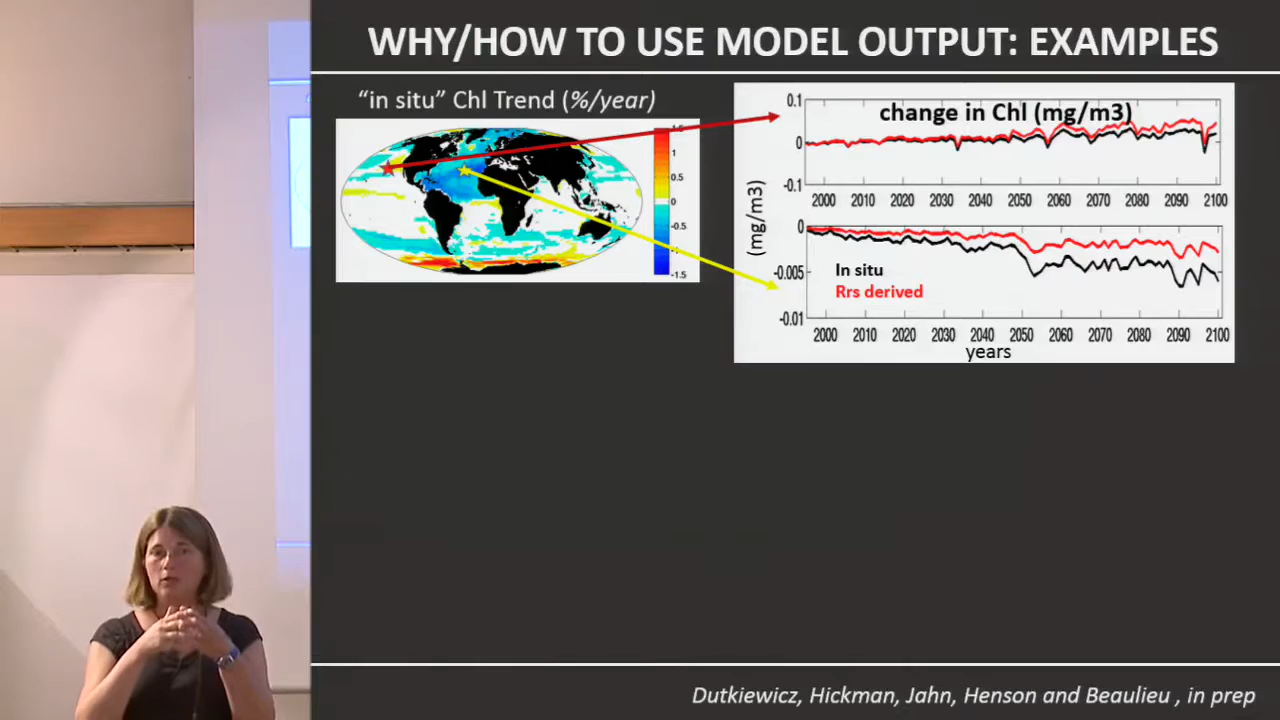 WHY/HOW TO USE MODEL OUTPUT: EXAMPLES
“in situ” Chl Trend (%/year)
1.5
1
0.5
0
-0.5
-1
-1.5
change in Chl (mg/m3)
0.1
0
-0.1
2000 2010 2020 2030 2040 2050 2060 2070 2080 2090 2100
(mg/m3)
0
-0.005
-0.01
In situ
Rrs derived
2000 2010 2020 2030 2040 2050 2060 2070 2080 2090 2100
years
Dutkiewicz, Hickman, Jahn, Henson and Beaulieu , in prep